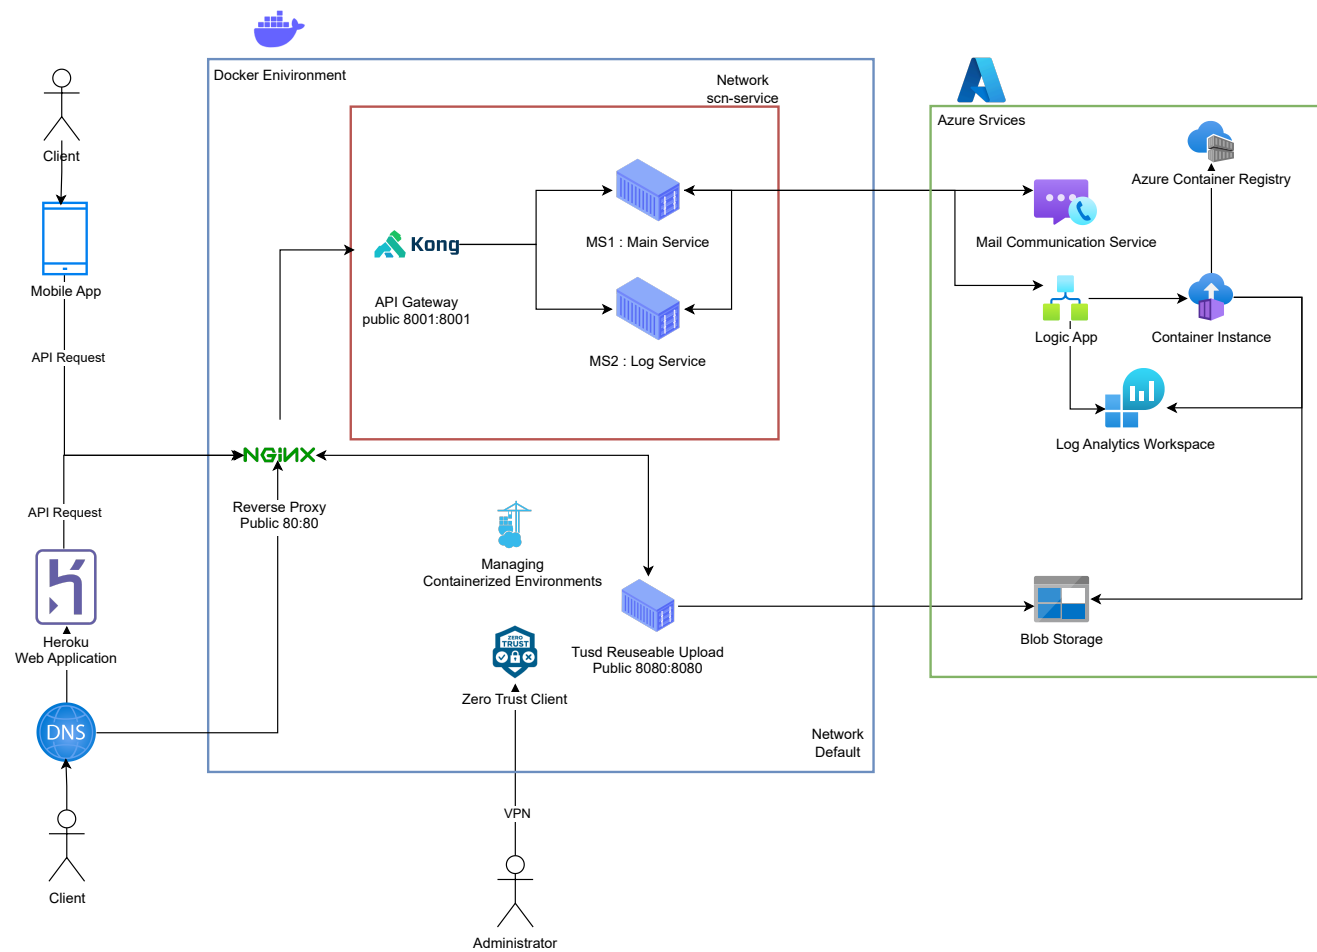 Docker Enivironment
Network
scn-service
Azure Srvices
Client
Azure Container Registry
Kong
MS1 : Main Service
Mail Communication Service
Mobile App
API Gateway
public 8001:8001
Logic App
Container Instance
API Request
MS2 : Log Service
Log Analytics Workspace
NGINX
Reverse Proxy
Public 80:80
API Request
Managing
Containerized Environments
ZERO
TRUST
Heroku
Web Application
Tusd Reuseable Upload
Public 8080:8080
Blob Storage
Zero Trust Client
DNS
Network
Default
VPN
Client
Administrator